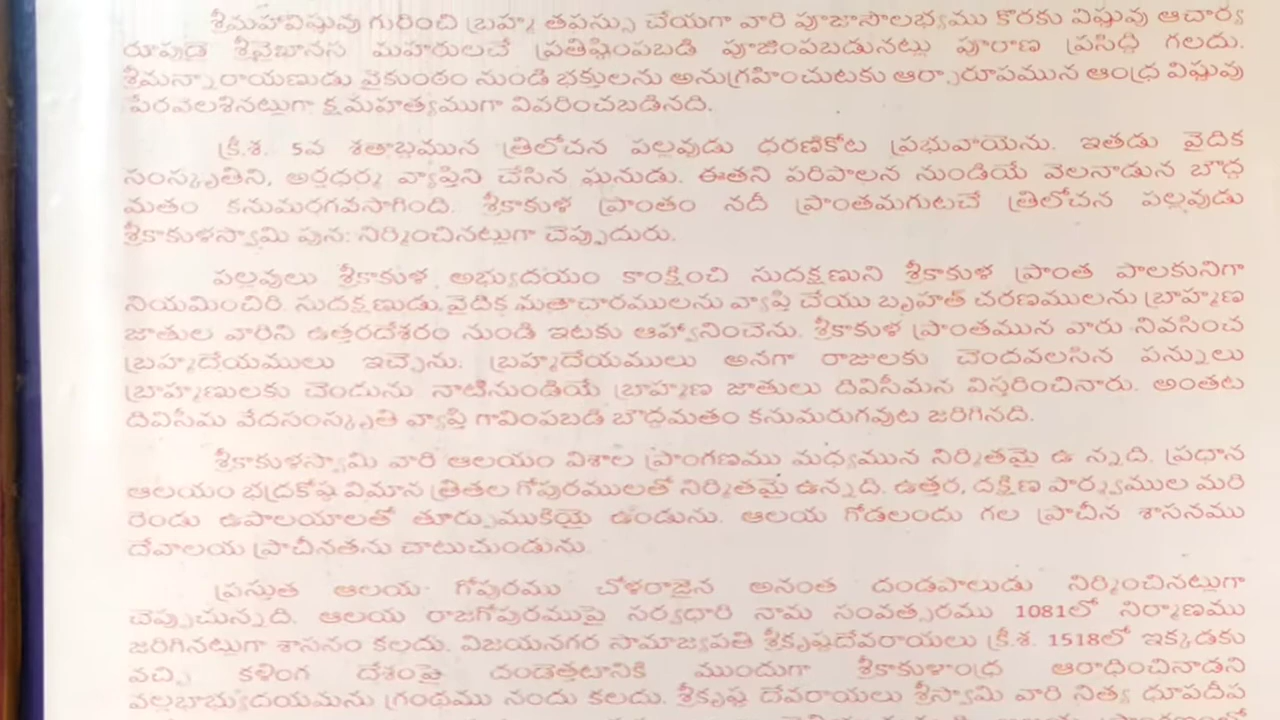 శ్రీమహావిష్ణువు గురించి బ్రహ్మ తపస్సు చేయగా వారి పూజాసౌలభ్యము కొరకు విష్ణువు ఆచార్య
రూపుడై శ్రీవైఖానస మహర్షులచే ప్రతిష్ఠింపబడి పూజింపబడునట్లు పురాణ ప్రసిద్ధి గలదు.
శ్రీమన్నారాయణుడు వైకుంఠం నుండి భక్తులను అనుగ్రహించుటకు ఆర్చారూపమున ఆంధ్ర విష్ణువు
పేరవెలశినట్లుగా క్షమహత్యముగా వివరించబడినది.
క్రీ.శ. 5వ శతాబ్దమున త్రిలోచన పల్లవుడు ధరణికోట ప్రభువాయెను. ఇతడు వైదిక
సంస్కృతిని, అర్షధర్మ వ్యాప్తిని చేసిన ఘనుడు. ఈతని పరిపాలన నుండియే వెలనాడున బౌద్ధ
మతం కనుమరగవసాగింది. శ్రీకాకుళ ప్రాంతం నదీ ప్రాంతమగుటచే త్రిలోచన పల్లవుడు
శ్రీకాకుళస్వామి పున: నిర్మించినట్లుగా చెప్పుదురు.
పల్లవులు శ్రీకాకుళ అభ్యుదయం కాంక్షించి సుదక్షణుని శ్రీకాకుళ ప్రాంత పాలకునిగా
నియమించిరి. సుదక్షణుడు వైదిక మతాచారములను వ్యాప్తి చేయు బృహత్ చరణములను బ్రాహ్మణ
జాతుల వారిని ఉత్తరదేశరం నుండి ఇటకు ఆహ్వానించెను. శ్రీకాకుళ ప్రాంతమున వారు నివసించ
బ్రహ్మదేయములు ఇచ్చెను. బ్రహ్మదేయములు అనగా రాజులకు చెందవలసిన పన్నులు
బ్రాహ్మణులకు చెందును. నాటినుండియే బ్రాహ్మణ జాతులు దివిసీమన విస్తరించినారు. అంతట
దివిసీమ వేదసంస్కృతి వ్యాప్తి గావింపబడి బౌద్ధమతం కనుమరుగవుట జరిగినది.
శ్రీకాకుళస్వామి వారి ఆలయం విశాల ప్రాంగణము మధ్యమున నిర్మితమై ఉ న్నది. ప్రధాన
ఆలయం భద్రకోష్ఠ విమాన త్రితల గోపురములతో నిర్మితమై ఉన్నది. ఉత్తర, దక్షిణ పార్శ్వముల మరి
రెండు ఉపాలయాలతో తూర్పుముకియై ఉండును. ఆలయ గోడలందు గల ప్రాచీన శాసనము
దేవాలయ ప్రాచీనతను చాటుచుండును.
ప్రస్తుత ఆలయ గోపురము చోళరాజైన అనంత దండపాలుడు నిర్మించినట్లుగా
చెప్పుచున్నది. ఆలయ రాజగోపురముపై సర్వధారి నామ సంవత్సరము 1081లో నిర్మాణము
జరిగినట్లుగా శాసనం కలదు. విజయనగర సామాజ్యపతి శ్రీకృష్ణదేవరాయలు క్రీ.శ. 1518లో ఇక్కడకు
వచ్చి కళింగ దేశంపై దండెత్తటానికి ముందుగా శ్రీకాకుళాంధ్ర ఆరాధించినాడని
వల్లభాభ్యుదయమను గ్రంథము నందు కలదు. శ్రీకృష్ణ దేవరాయలు శ్రీస్వామి వారి నిత్య ధూపదీప